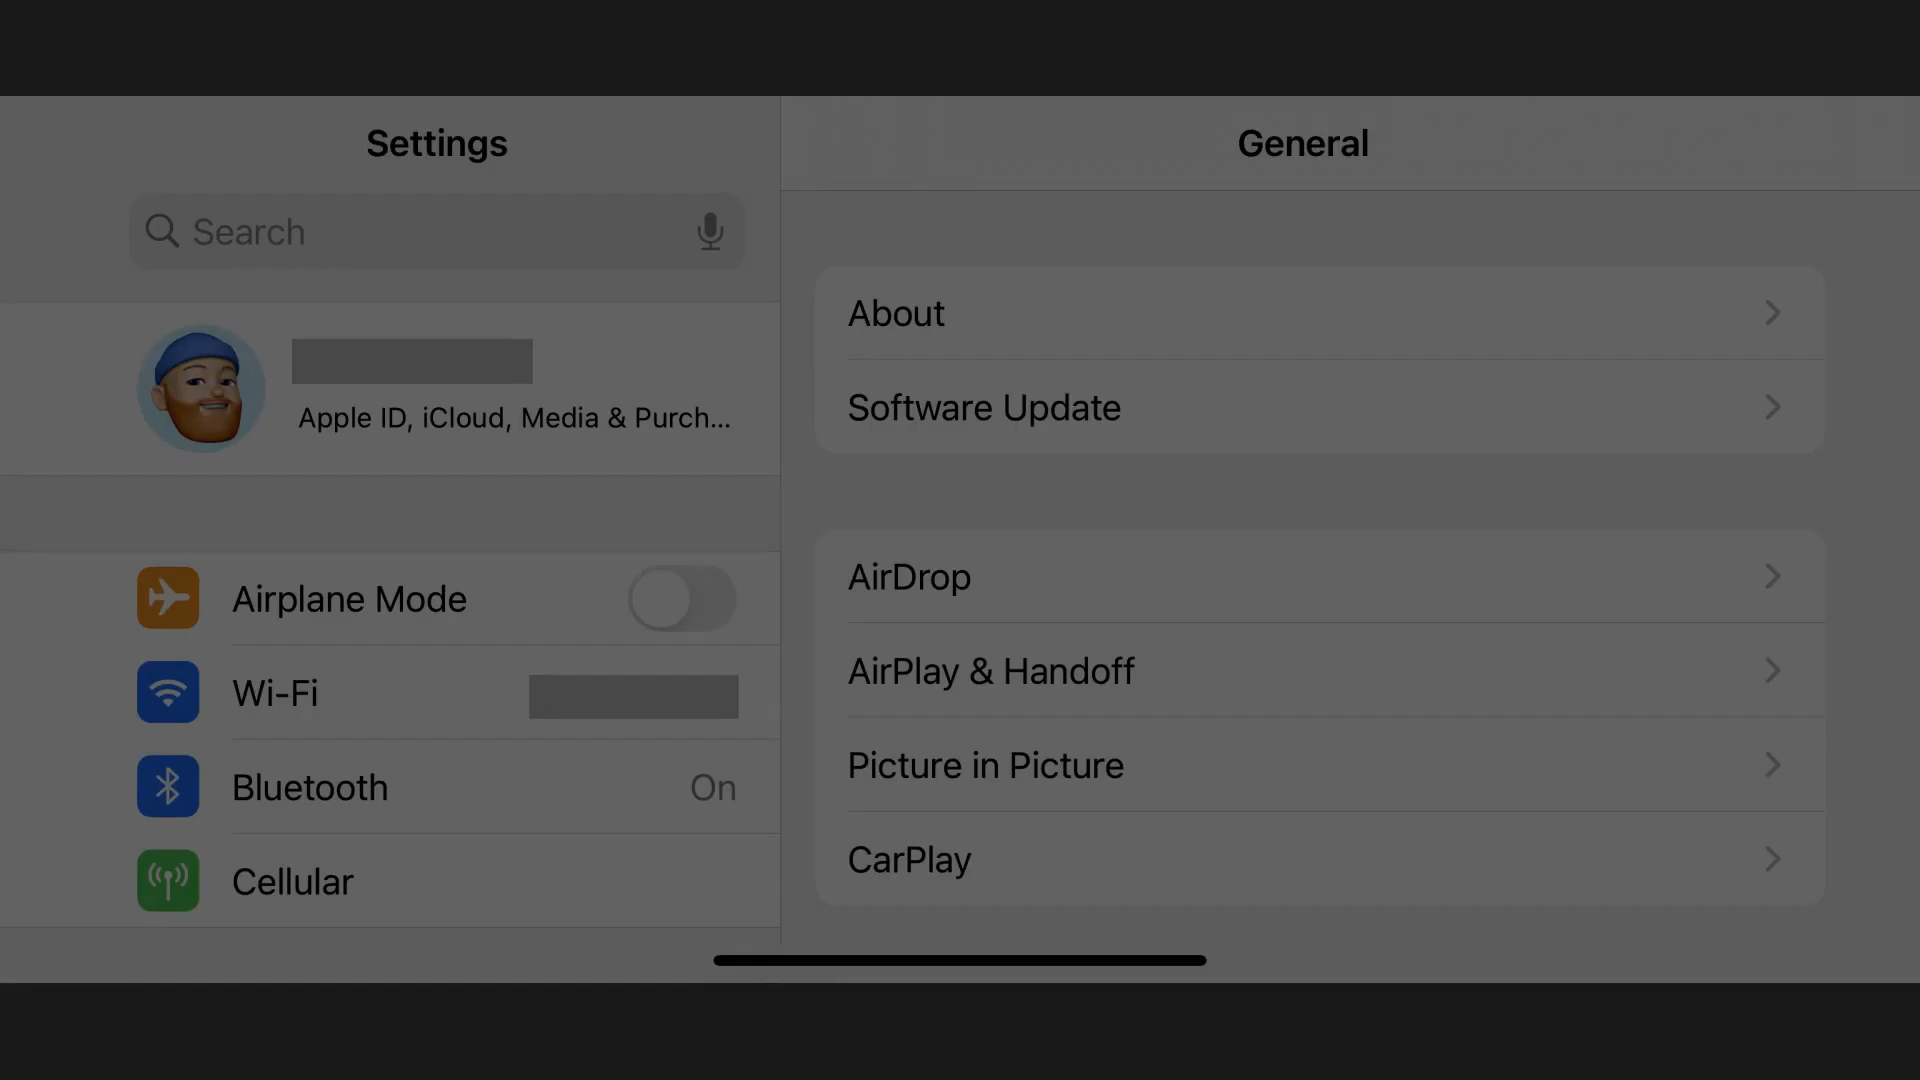 Settings
Search
Apple ID, iCloud, Media & Purch...
Airplane Mode
Wi-Fi
Bluetooth On
Cellular
General
About
Software Update
AirDrop
AirPlay & Handoff
Picture in Picture
CarPlay